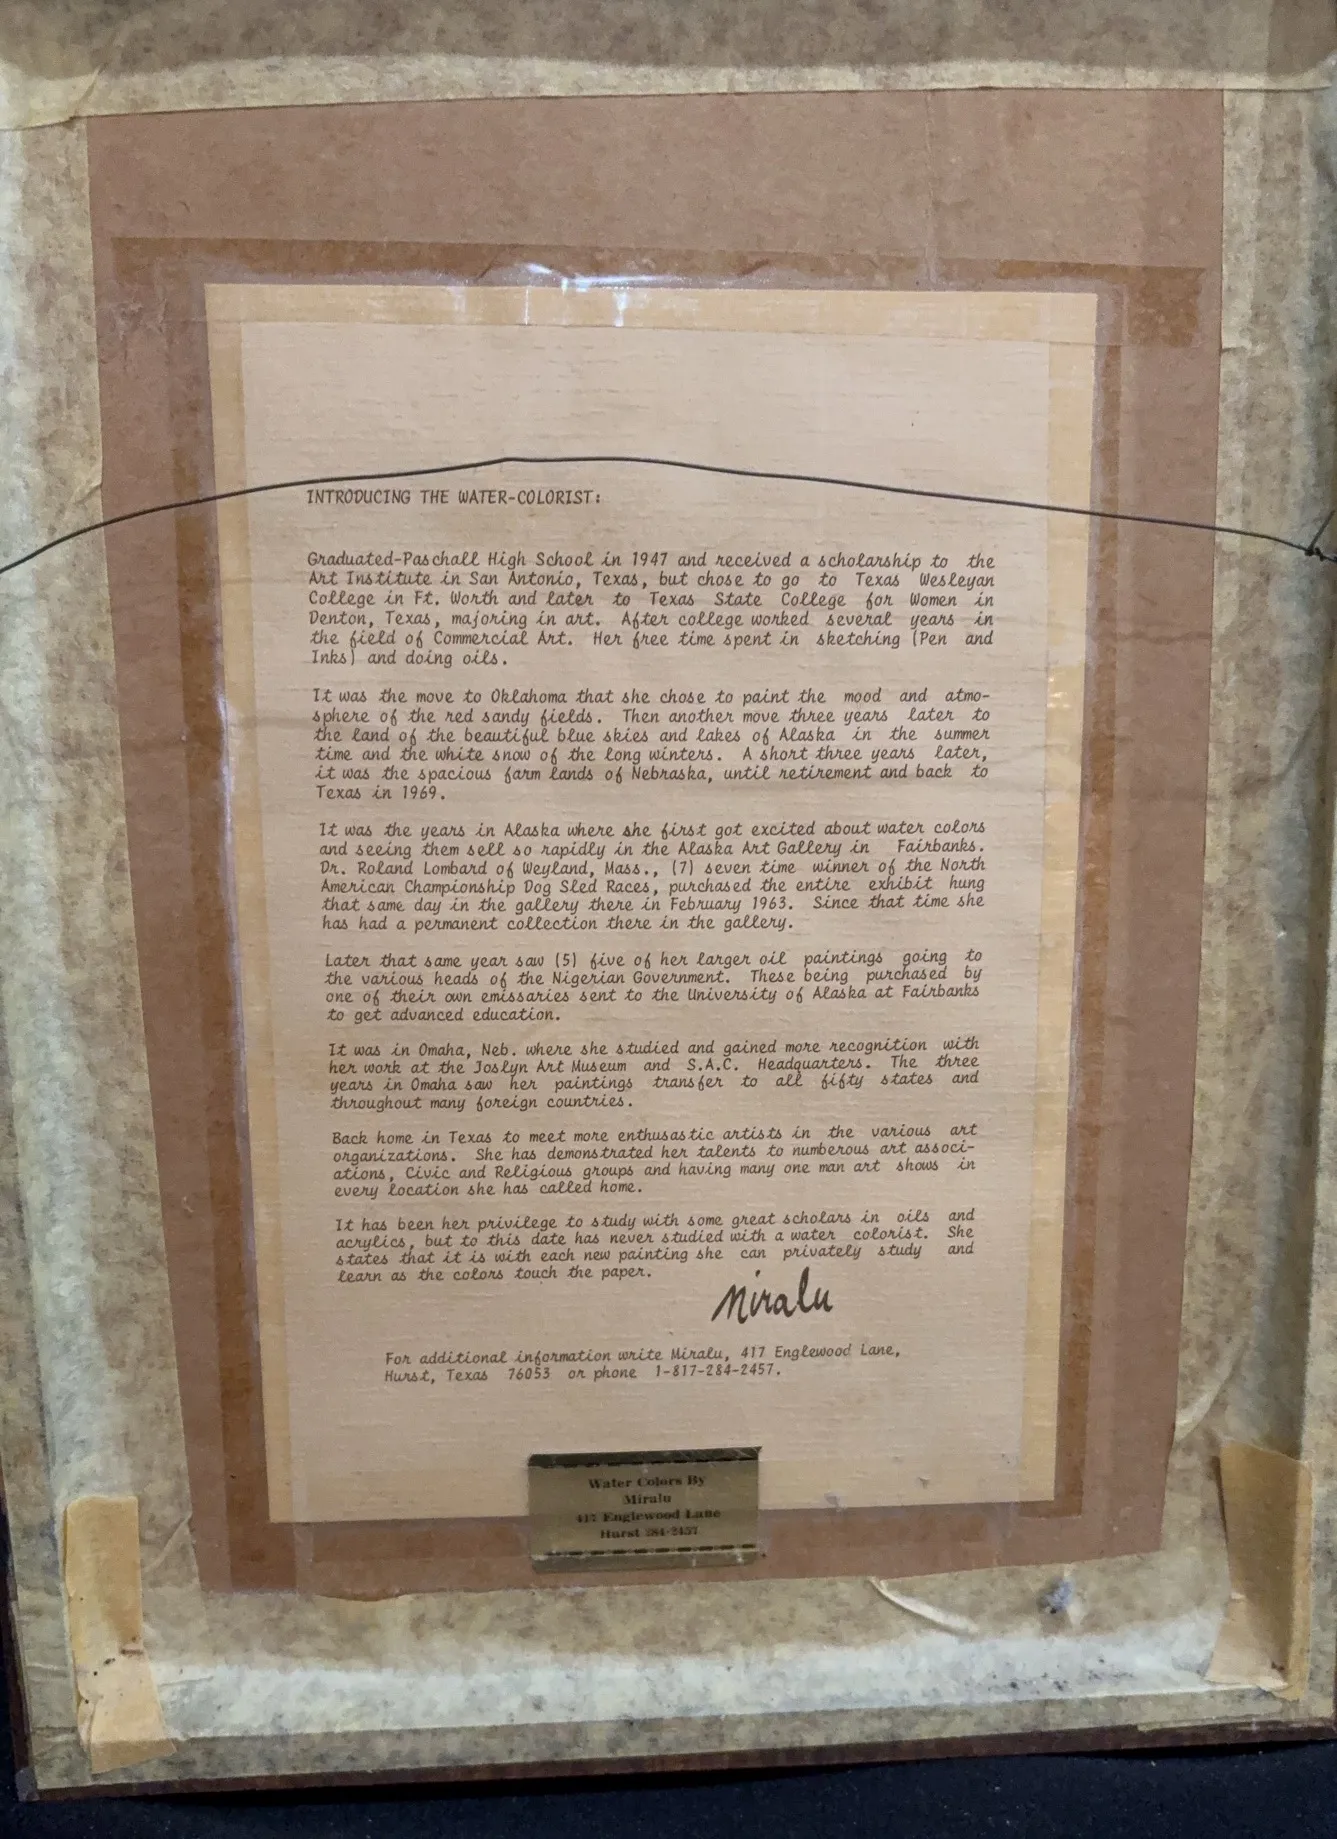 INTRODUCING THE WATER-COLORIST:
Graduated-Paschall High School in 1947 and received a scholarship to the
Art Institute in San Antonio, Texas, but chose to go to Texas Wesleyan
College in Ft. Worth and later to Texas State College for Women in
Denton, Texas, majoring in art. After college worked several years in
the field of Commercial Art. Her free time spent in sketching (Pen and
Inks) and doing oils.
It was the move to Oklahoma that she chose to paint the mood and atmo-
sphere of the red sandy fields. Then another move three years later to
the land of the beautiful blue skies and lakes of Alaska in the summer
time and the white snow of the long winters. A short three years later,
it was the spacious farm lands of Nebraska, until retirement and back to
Texas in 1969.
It was the years in Alaska where she first got excited about water colors
and seeing them sell so rapidly in the Alaska Art Gallery in Fairbanks.
Dr. Roland Lombard of Weyland, Mass., (7) seven time winner of the North
American Championship Dog Sled Races, purchased the entire exhibit hung
that same day in the gallery there in February 1963. Since that time she
has had a permanent collection there in the gallery.
Later that same year saw (5) five of her larger oil paintings going to
the various heads of the Nigerian Government. These being purchased by
one of their own emissaries sent to the University of Alaska at Fairbanks
to get advanced education.
It was in Omaha, Neb. where she studied and gained more recognition with
her work at the Joslyn Art Museum and S.A.C. Headquarters. The three
years in Omaha saw her paintings transfer to all fifty states and
throughout many foreign countries.
Back home in Texas to meet more enthusastic artists in the various art
organizations. She has demonstrated her talents to numberous art associ-
ations, Civic and Religious groups and having many one man art shows in
every location she has called home.
It has been her privilege to study with some great scholars in oils and
acrylics, but to this date has never studied with a water colorist. She
states that it is with each new painting she can privately study and
learn as the colors touch the paper.
Miralu
For additional information write Miralu, 417 Englewood Lane,
Hurst, Texas 76053 or phone 1-817-284-2457.
Water Colors By
Miralu
417 Englewood Lane
Hurst 284-2457